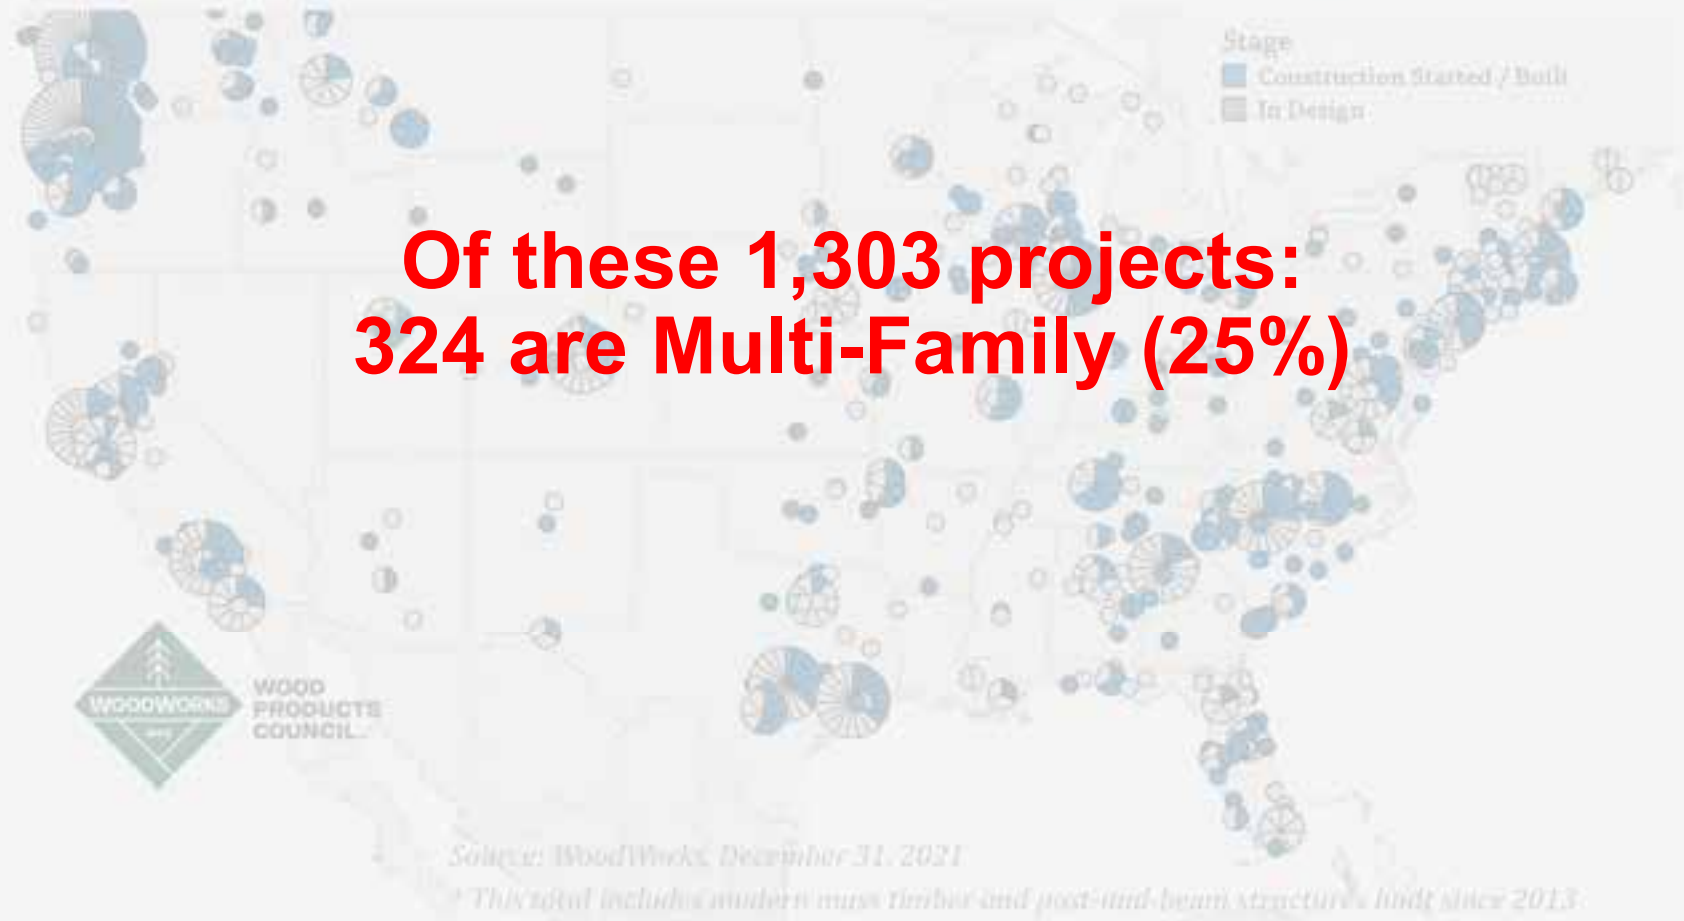 Stage
Construction Started / Built
In Design
Of these 1,303 projects:
324 are Multi-Family (25%)
WOODWORKS
WOOD
PRODUCTS
COUNCIL
Source: WoodWorks, December 31, 2021
* This total includes modern mass timber and post-and-beam structures built since 2013